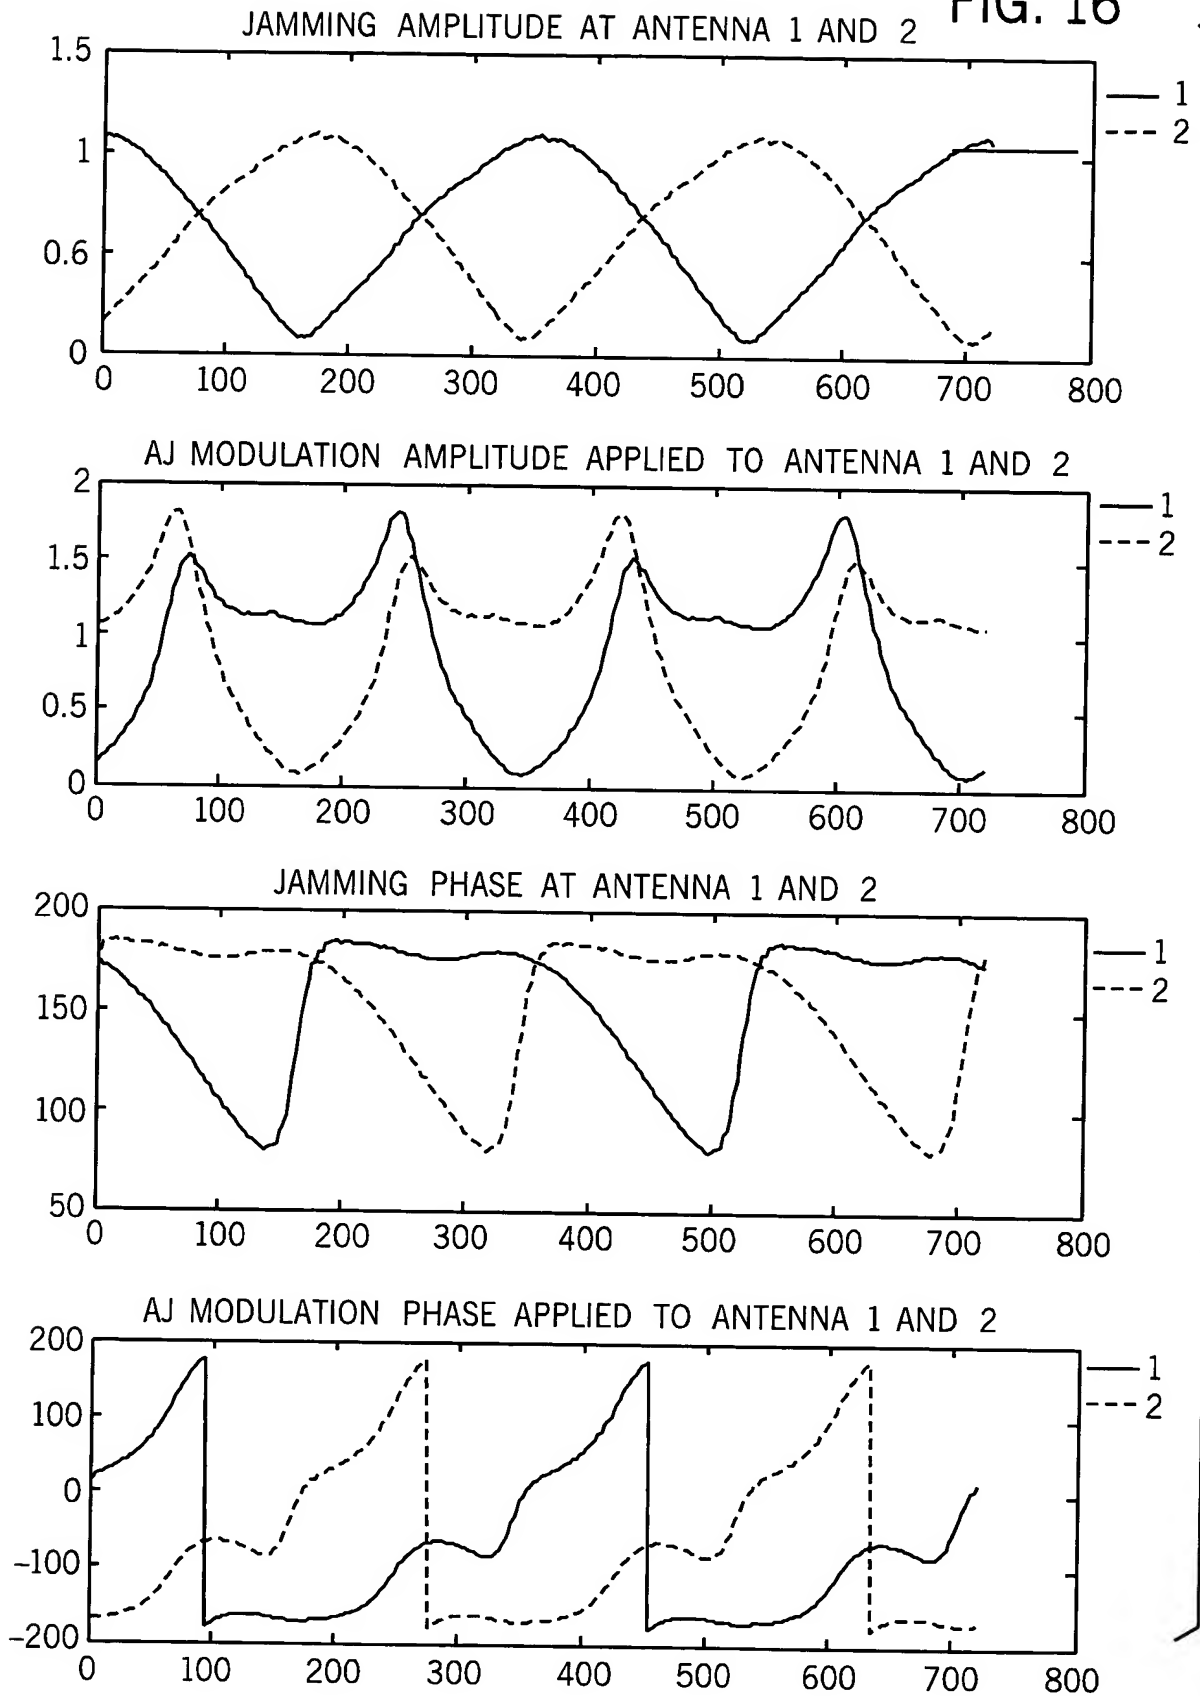 FIG. 16
JAMMING AMPLITUDE AT ANTENNA 1 AND 2
1.5
1
0.6
0
0 100 200 300 400 500 600 700 800
1
2
AJ MODULATION AMPLITUDE APPLIED TO ANTENNA 1 AND 2
2
1.5
1
0.5
0
0 100 200 300 400 500 600 700 800
1
2
JAMMING PHASE AT ANTENNA 1 AND 2
200
150
100
50
0 100 200 300 400 500 600 700 800
1
2
AJ MODULATION PHASE APPLIED TO ANTENNA 1 AND 2
200
100
0
-100
-200
0 100 200 300 400 500 600 700 800
1
2